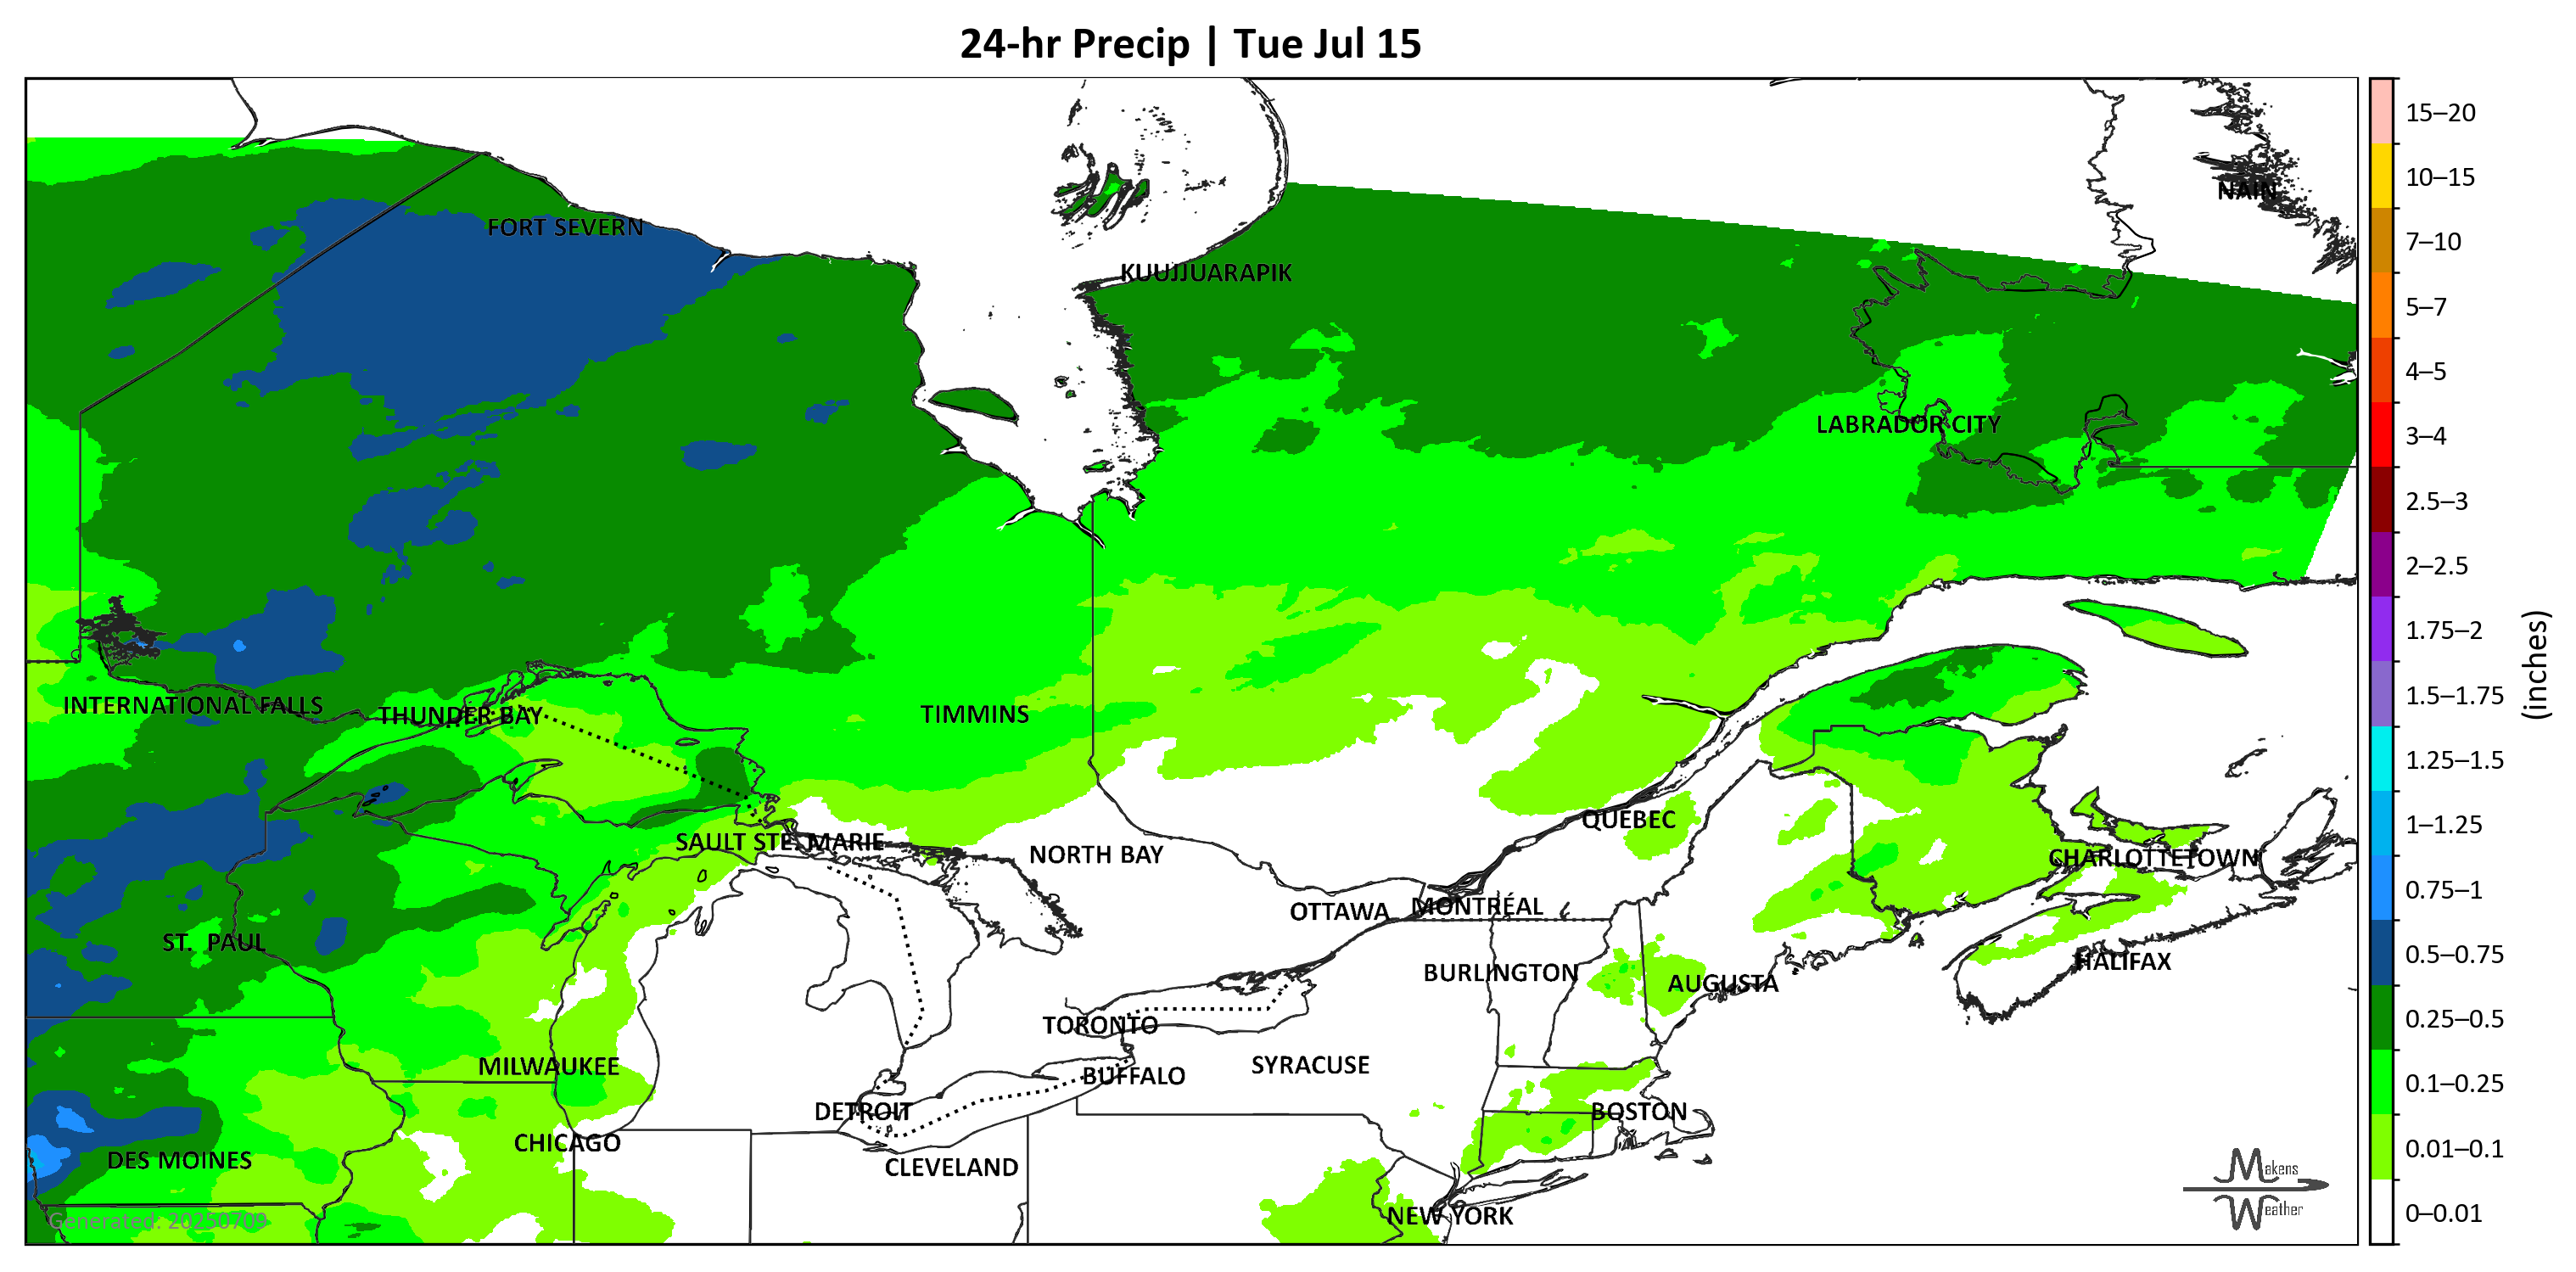 24-hr Precip | Tue Jul 15
NAIN
FORT SEVERN
KUUJJUARAPIK
LABRADOR CITY
INTERNATIONAL FALLS
THUNDER BAY
TIMMINS
SAULT STE. MARIE
NORTH BAY
QUÉBEC
CHARLOTTETOWN
OTTAWA
MONTRÉAL
ST. PAUL
HALIFAX
BURLINGTON
AUGUSTA
TORONTO
MILWAUKEE
BUFFALO
SYRACUSE
DETROIT
BOSTON
CHICAGO
DES MOINES
CLEVELAND
NEW YORK
Generated: 20250709
Makens
Weather
15–20
10–15
7–10
5–7
4–5
3–4
2.5–3
2–2.5
1.75–2
1.5–1.75
1.25–1.5
1–1.25
0.75–1
0.5–0.75
0.25–0.5
0.1–0.25
0.01–0.1
0–0.01
(inches)